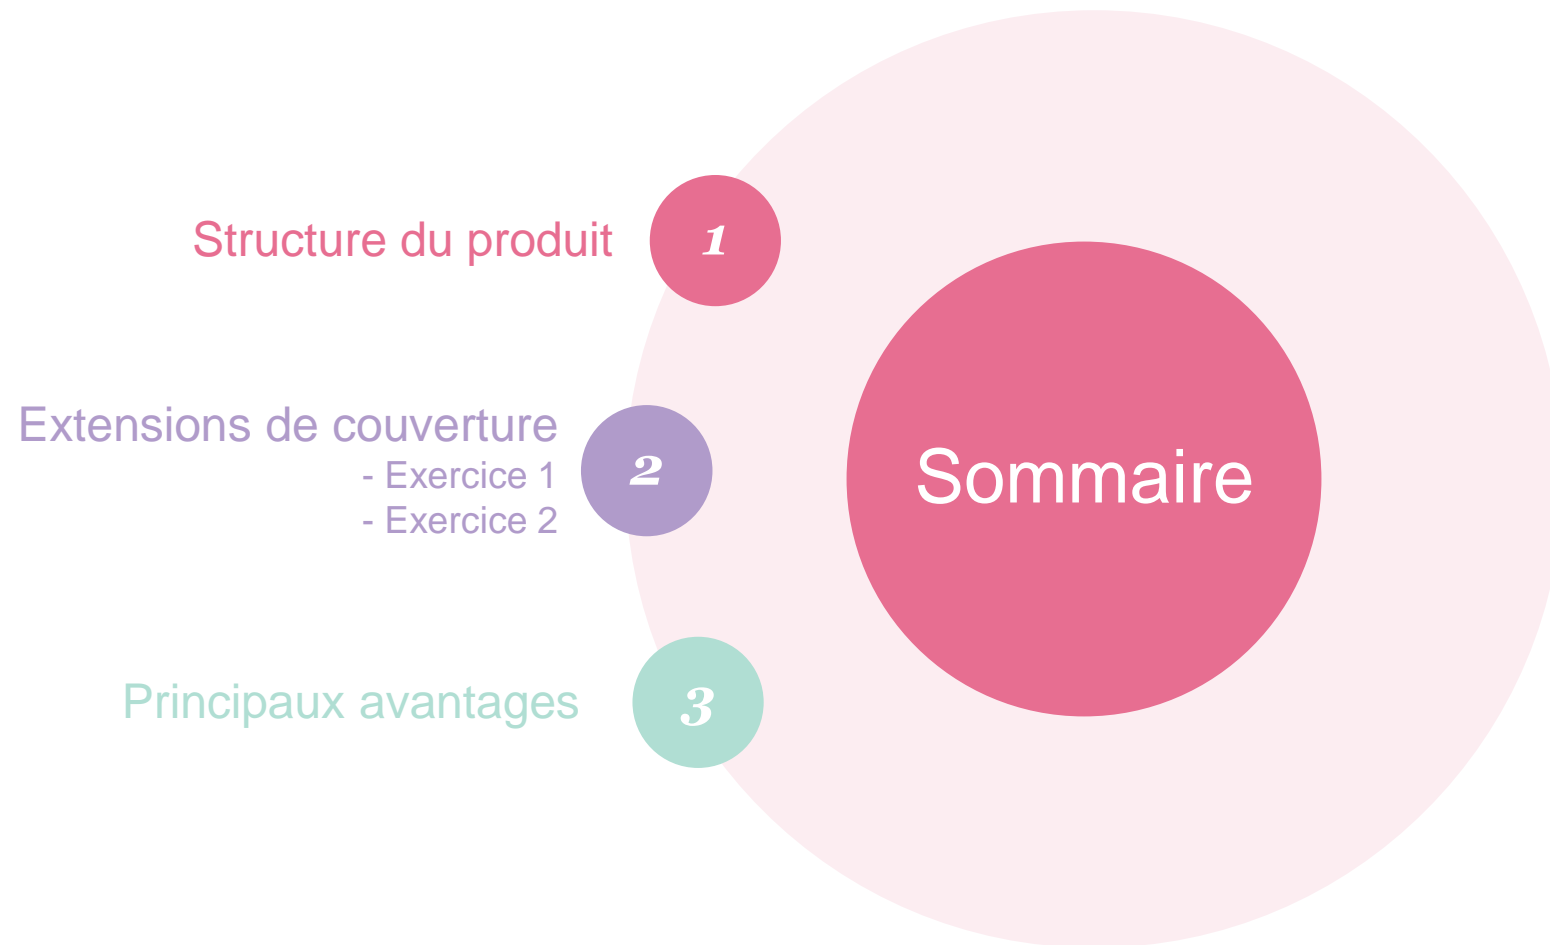 Structure du produit
1
Extensions de couverture
- Exercice 1
- Exercice 2
2
Sommaire
Principaux avantages
3